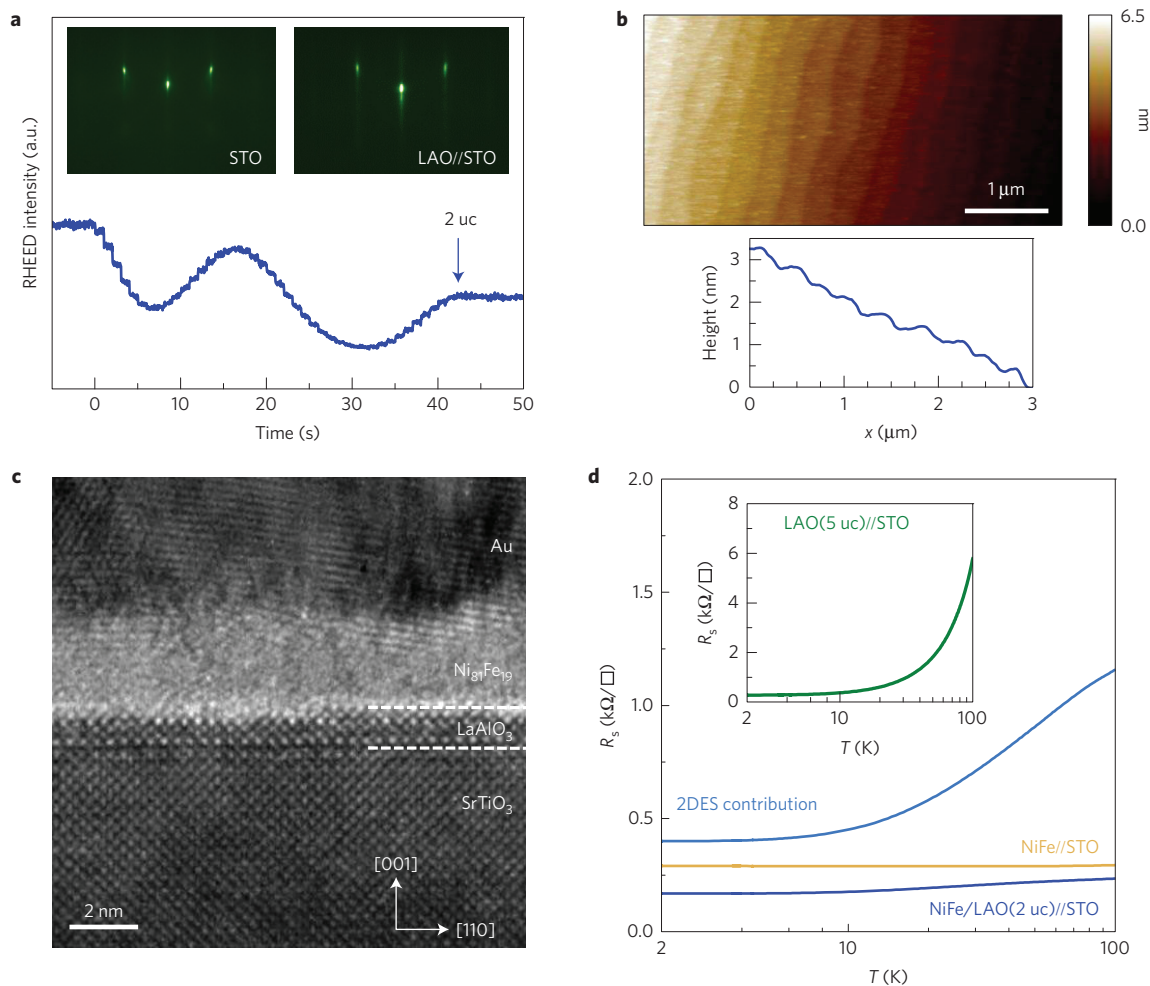 a
RHEED intensity (a.u.)
STO
LAO//STO
2 uc
0 10 20 30 40 50
Time (s)
b
6.5
nm
0.0
1 µm
Height (nm)
3
2
1
0
0 1 2 3
x (µm)
c
Au
Ni₈₁Fe₁₉
LaAlO₃
SrTiO₃
[001]
[110]
2 nm
d
Rₛ (kΩ/□)
2.0
1.5
1.0
0.5
0.0
Rₛ (kΩ/□)
8
6
4
2
0
LAO(5 uc)//STO
2 10 100
T (K)
2DES contribution
NiFe//STO
NiFe/LAO(2 uc)//STO
2 10 100
T (K)